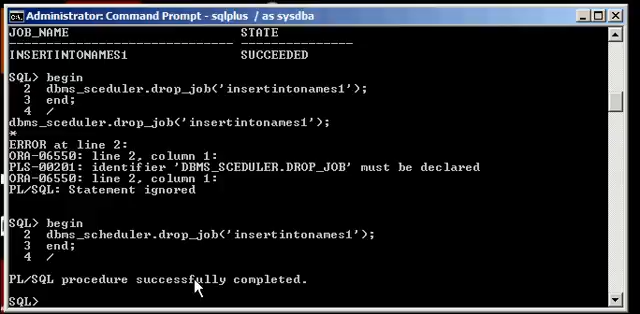 Administrator: Command Prompt - sqlplus / as sysdba
JOB_NAME STATE
------------------------------ ---------------
INSERTINTONAMES1 SUCCEEDED
SQL> begin
2 dbms_sceduler.drop_job('insertintonames1');
3 end;
4 /
dbms_sceduler.drop_job('insertintonames1');
*
ERROR at line 2:
ORA-06550: line 2, column 1:
PLS-00201: identifier 'DBMS_SCEDULER.DROP_JOB' must be declared
ORA-06550: line 2, column 1:
PL/SQL: Statement ignored
SQL> begin
2 dbms_scheduler.drop_job('insertintonames1');
3 end;
4 /
PL/SQL procedure successfully completed.
SQL>